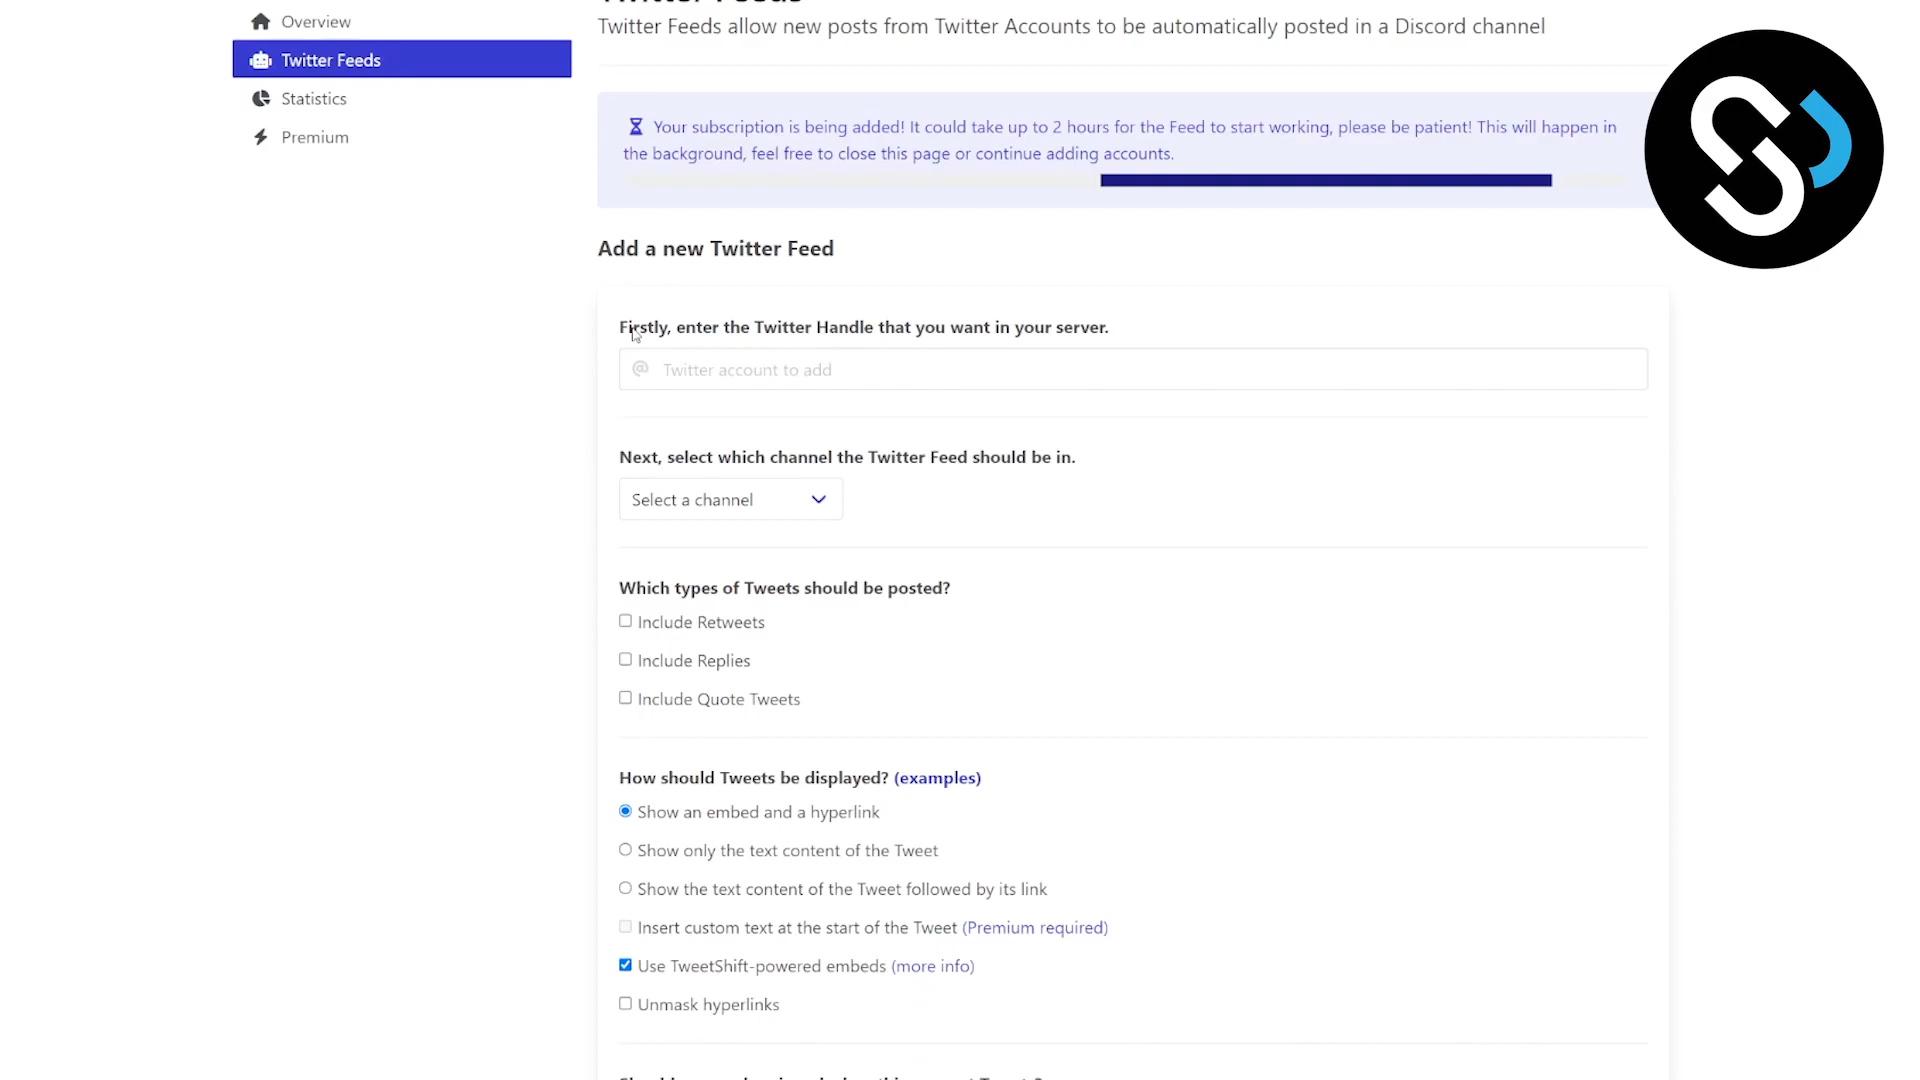 Twitter Feeds
Overview
Twitter Feeds allow new posts from Twitter Accounts to be automatically posted in a Discord channel
Twitter Feeds
Statistics
Premium
Your subscription is being added! It could take up to 2 hours for the Feed to start working, please be patient! This will happen in
the background, feel free to close this page or continue adding accounts.
Add a new Twitter Feed
Firstly, enter the Twitter Handle that you want in your server.
@ Twitter account to add
Next, select which channel the Twitter Feed should be in.
Select a channel
Which types of Tweets should be posted?
Include Retweets
Include Replies
Include Quote Tweets
How should Tweets be displayed? (examples)
Show an embed and a hyperlink
Show only the text content of the Tweet
Show the text content of the Tweet followed by its link
Insert custom text at the start of the Tweet (Premium required)
Use TweetShift-powered embeds (more info)
Unmask hyperlinks